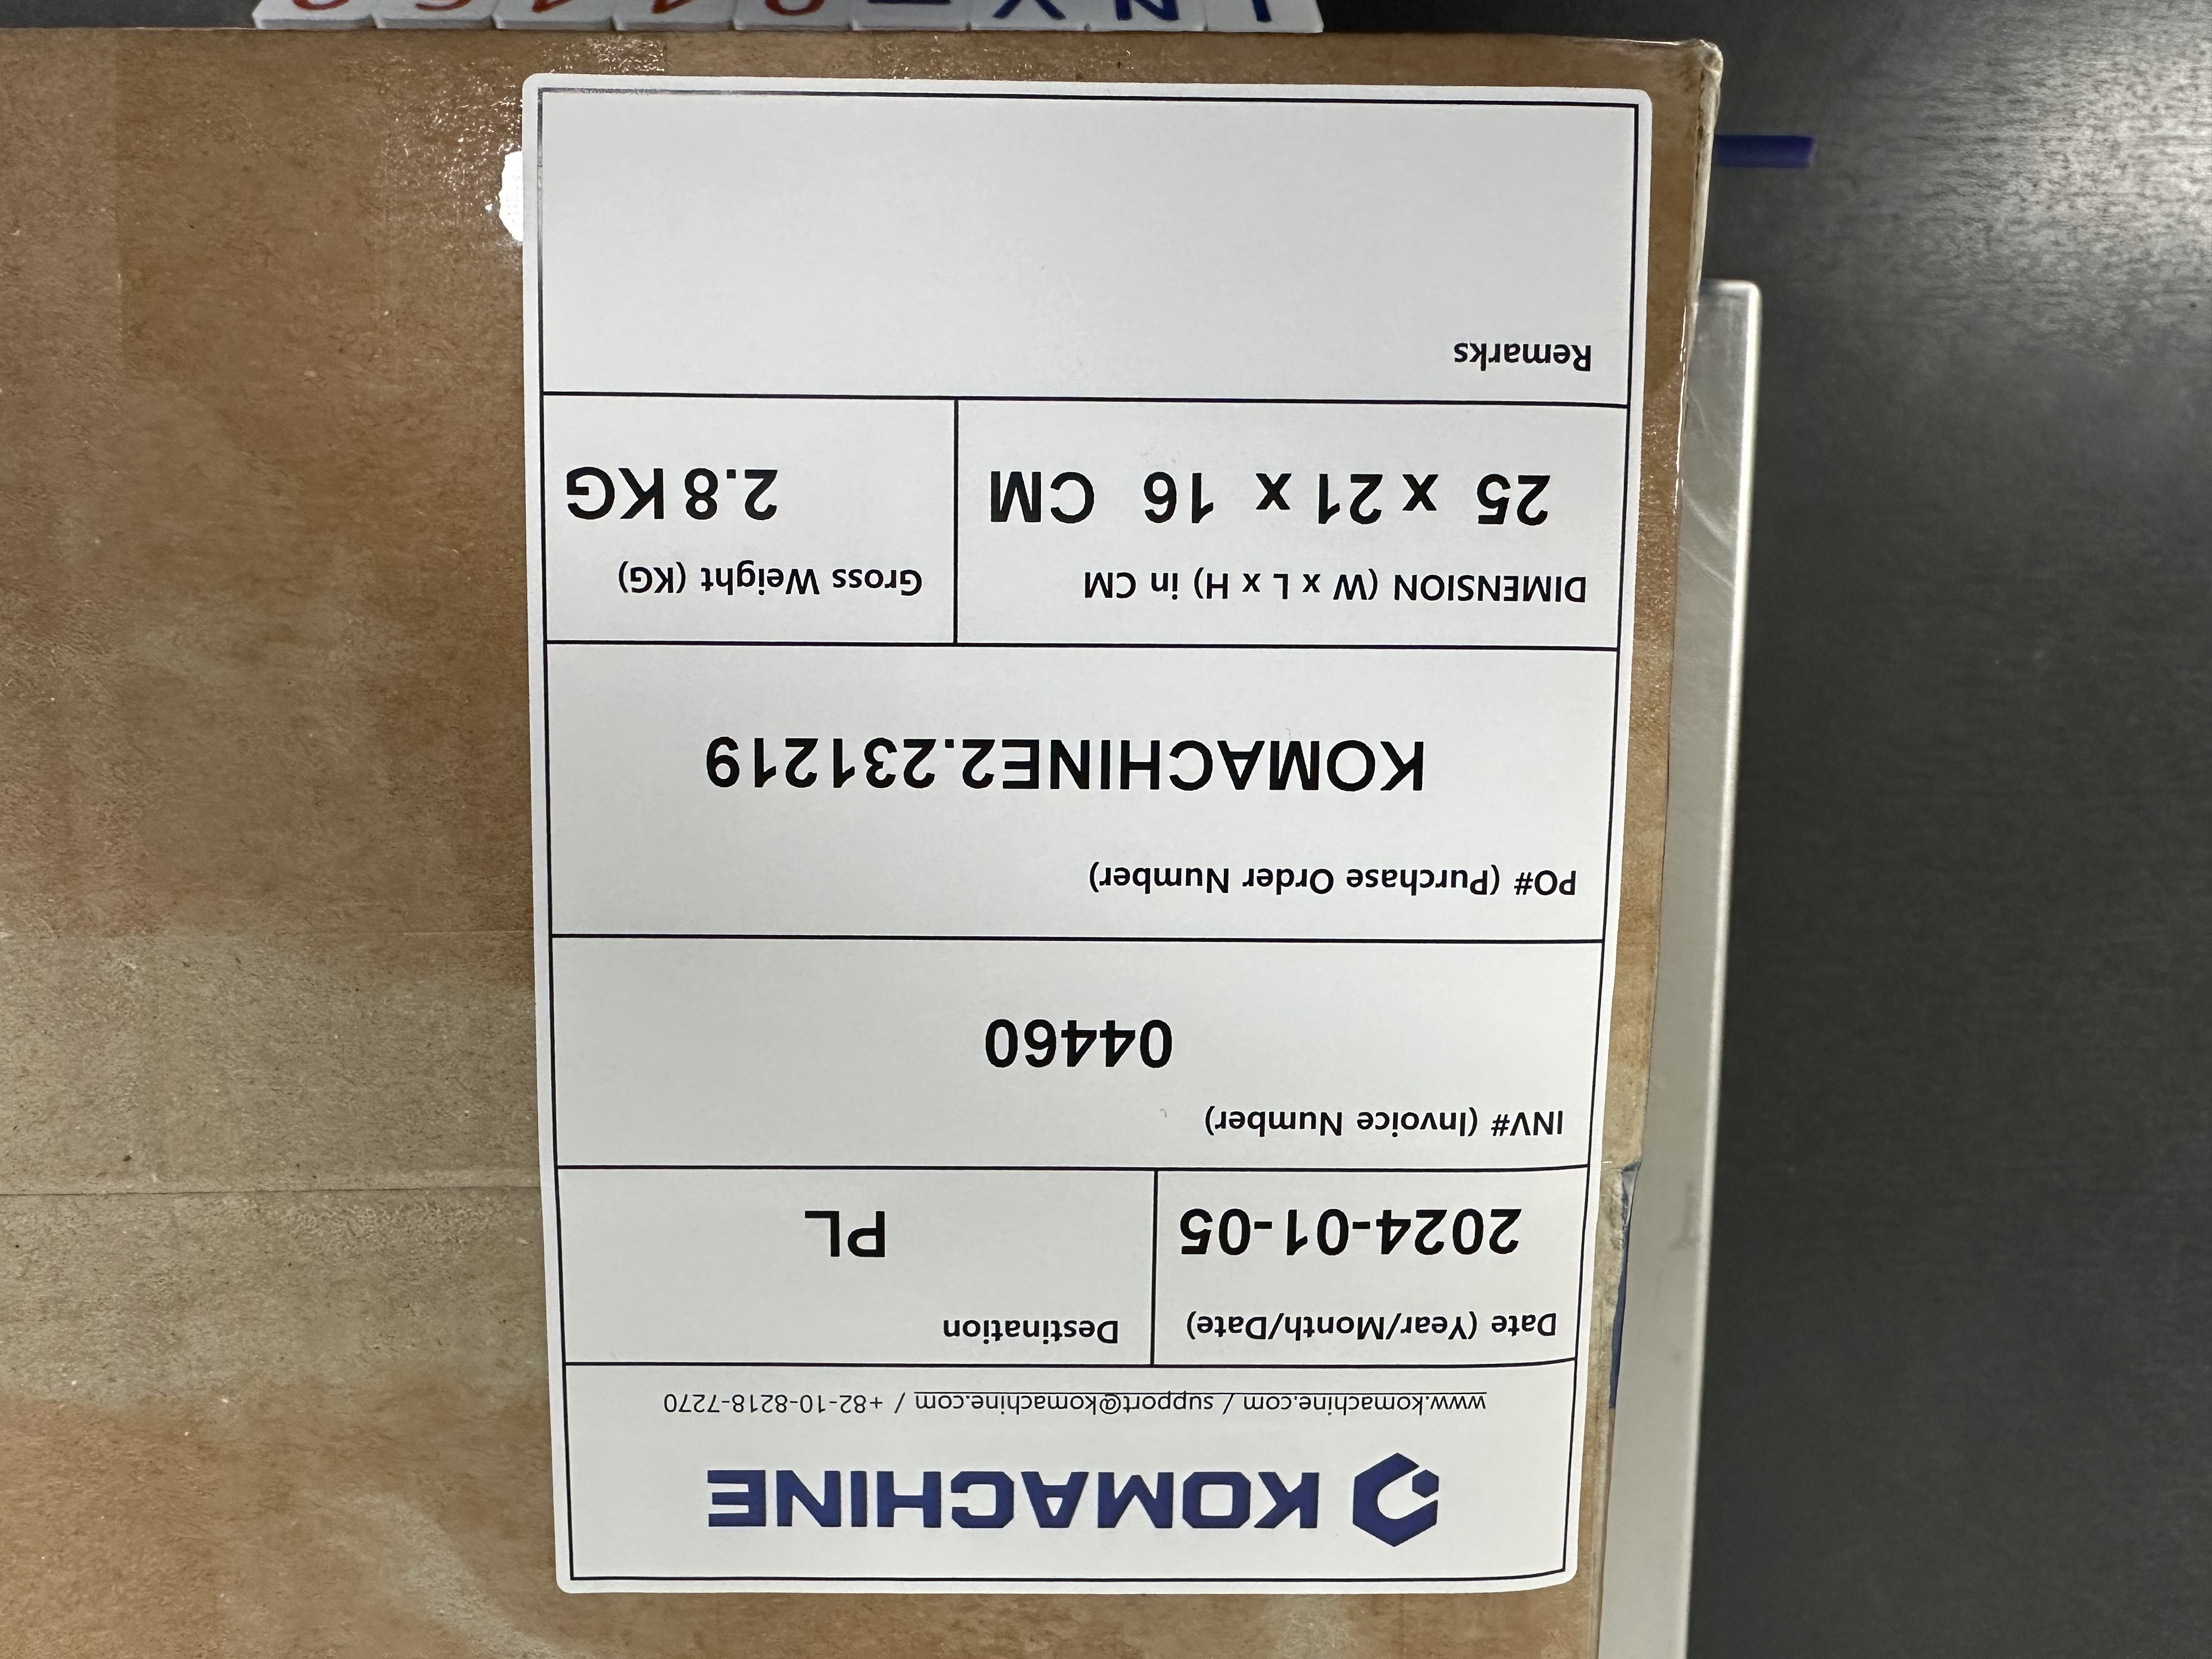 KOMACHINE
www.komachine.com / support@komachine.com / +82-10-8218-7270
Date (Year/Month/Date)
2024-01-05
Destination
PL
INV# (Invoice Number)
04460
PO# (Purchase Order Number)
KOMACHINE2.231219
DIMENSION (W x L x H) in CM
25 x 21 x 16 CM
Gross Weight (KG)
2.8 KG
Remarks